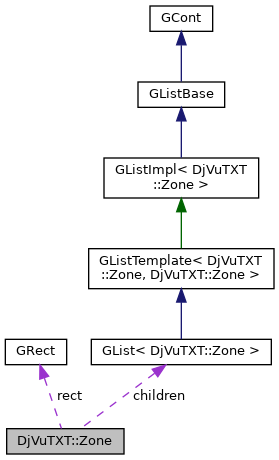 GCont
GListBase
GListImpl< DjVuTXT
::Zone >
GListTemplate< DjVuTXT
::Zone, DjVuTXT::Zone >
GRect
GList< DjVuTXT::Zone >
rect
children
DjVuTXT::Zone